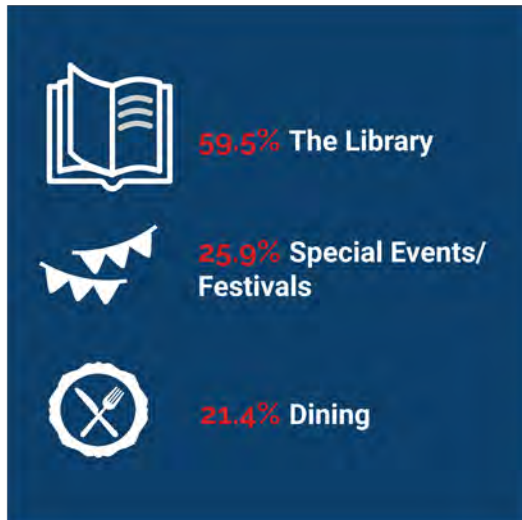 59.5% The Library
25.9% Special Events/
Festivals
21.4% Dining